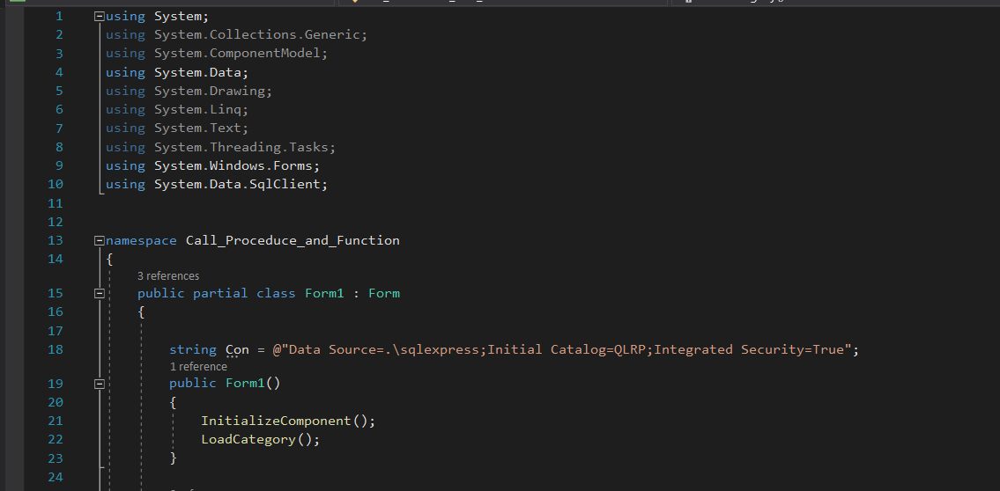 1 using System;
2 using System.Collections.Generic;
3 using System.ComponentModel;
4 using System.Data;
5 using System.Drawing;
6 using System.Linq;
7 using System.Text;
8 using System.Threading.Tasks;
9 using System.Windows.Forms;
10 using System.Data.SqlClient;
11
12
13 namespace Call_Proceduce_and_Function
14 {
3 references
15 public partial class Form1 : Form
16 {
17
18 string Con = @"Data Source=.\sqlexpress;Initial Catalog=QLRP;Integrated Security=True";
1 reference
19 public Form1()
20 {
21 InitializeComponent();
22 LoadCategory();
23 }
24